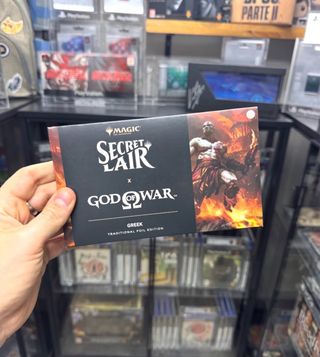 PARTE II
MAGIC
SECRET
LAIR
X
GOD OF WAR
GREEK
TRADITIONAL FOIL EDITION